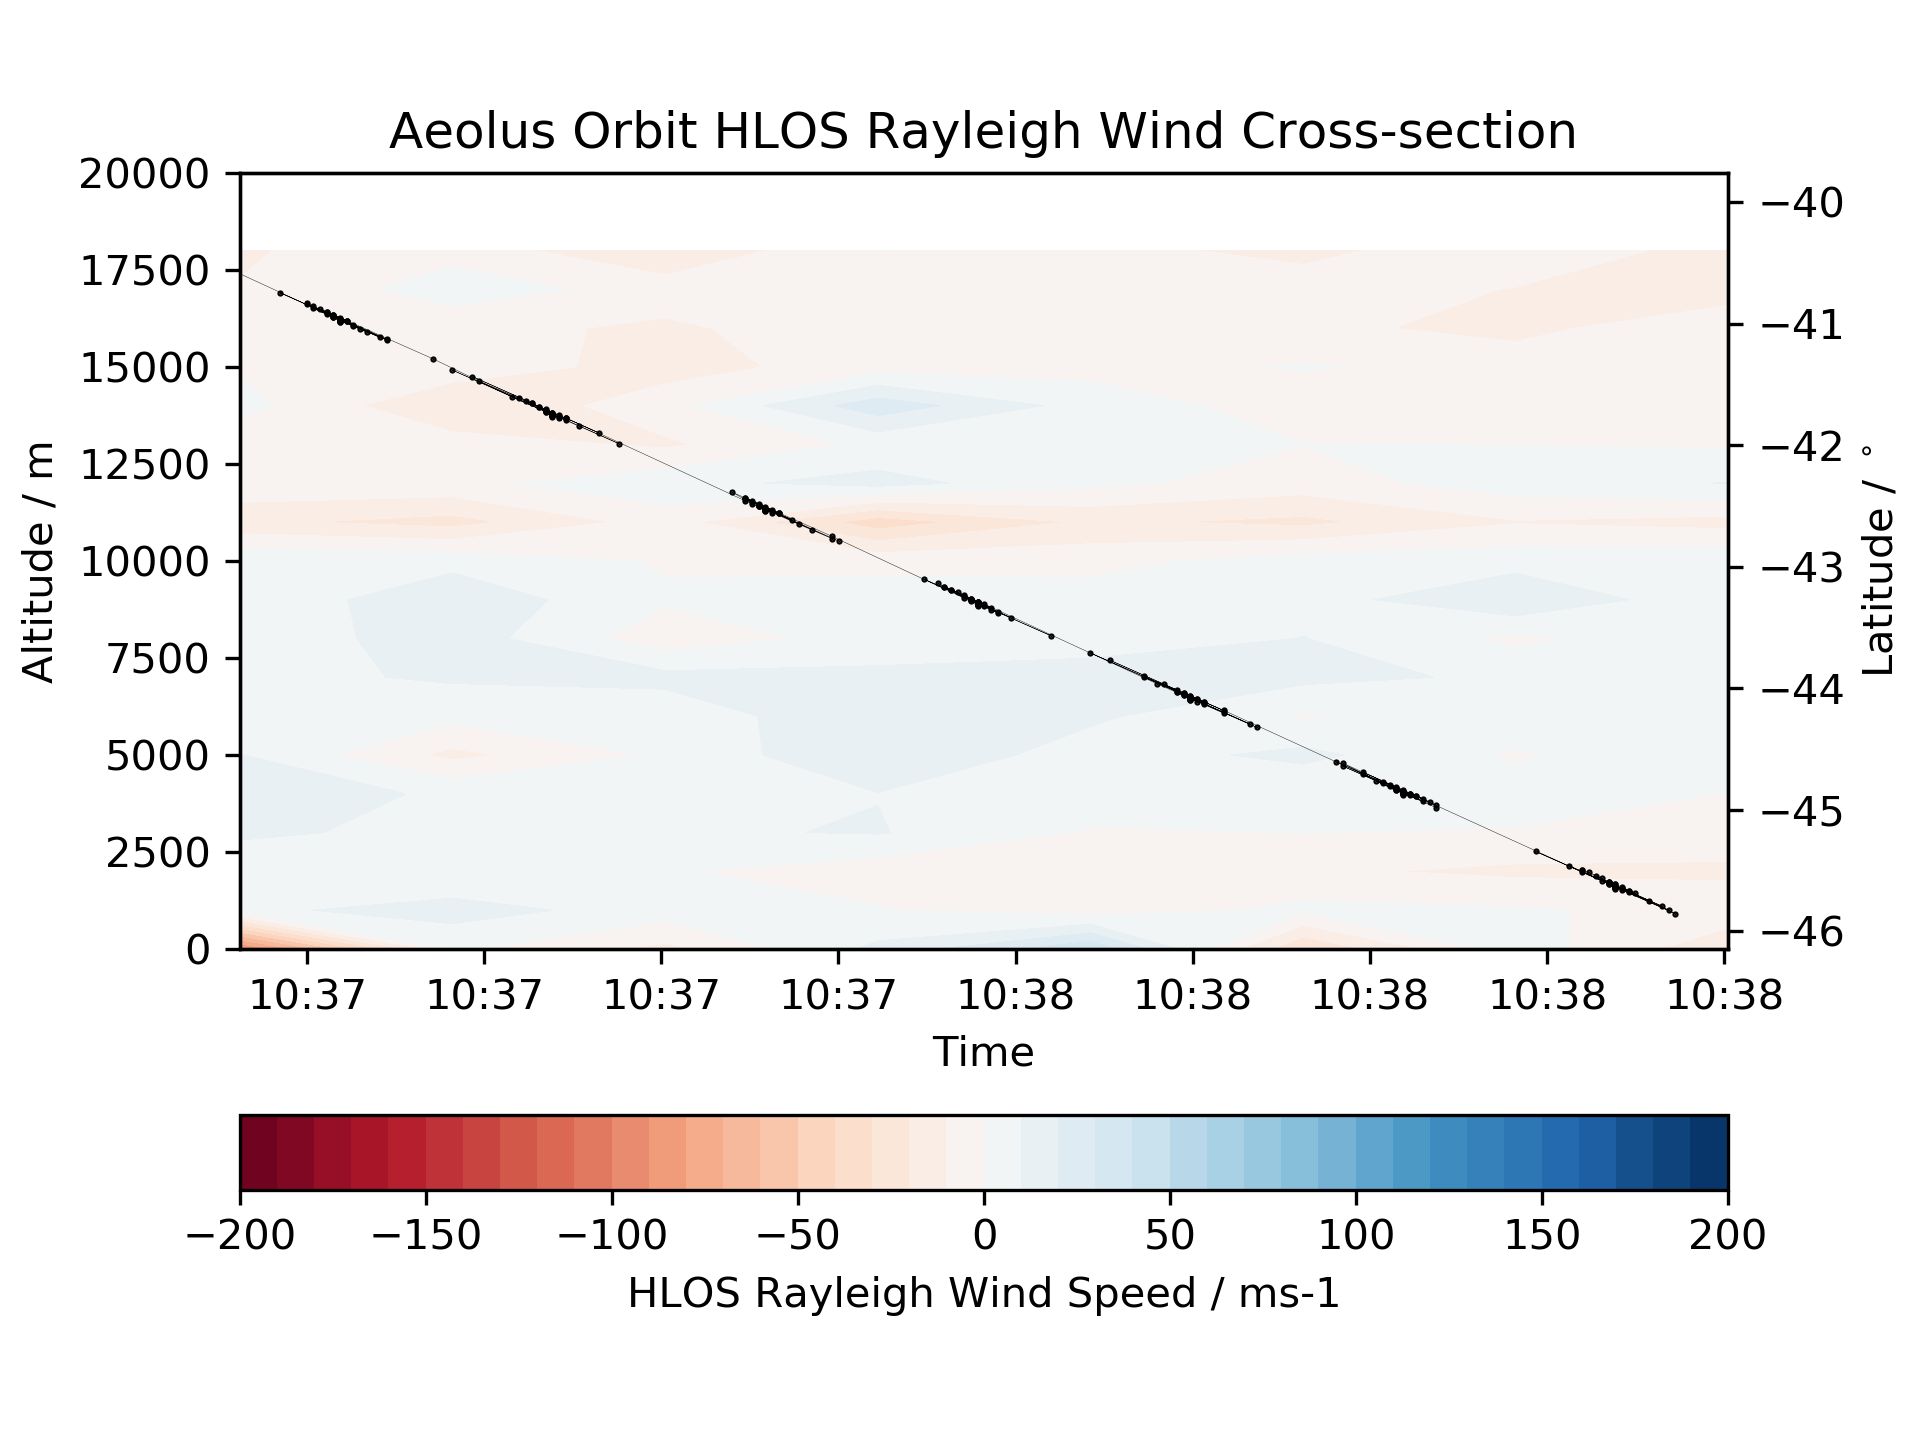 Aeolus Orbit HLOS Rayleigh Wind Cross-section
20000
17500
15000
12500
10000
7500
5000
2500
0
Altitude / m
−40
−41
−42
−43
−44
−45
−46
Latitude / °
10:37 10:37 10:37 10:37 10:38 10:38 10:38 10:38 10:38
Time
−200 −150 −100 −50 0 50 100 150 200
HLOS Rayleigh Wind Speed / ms-1